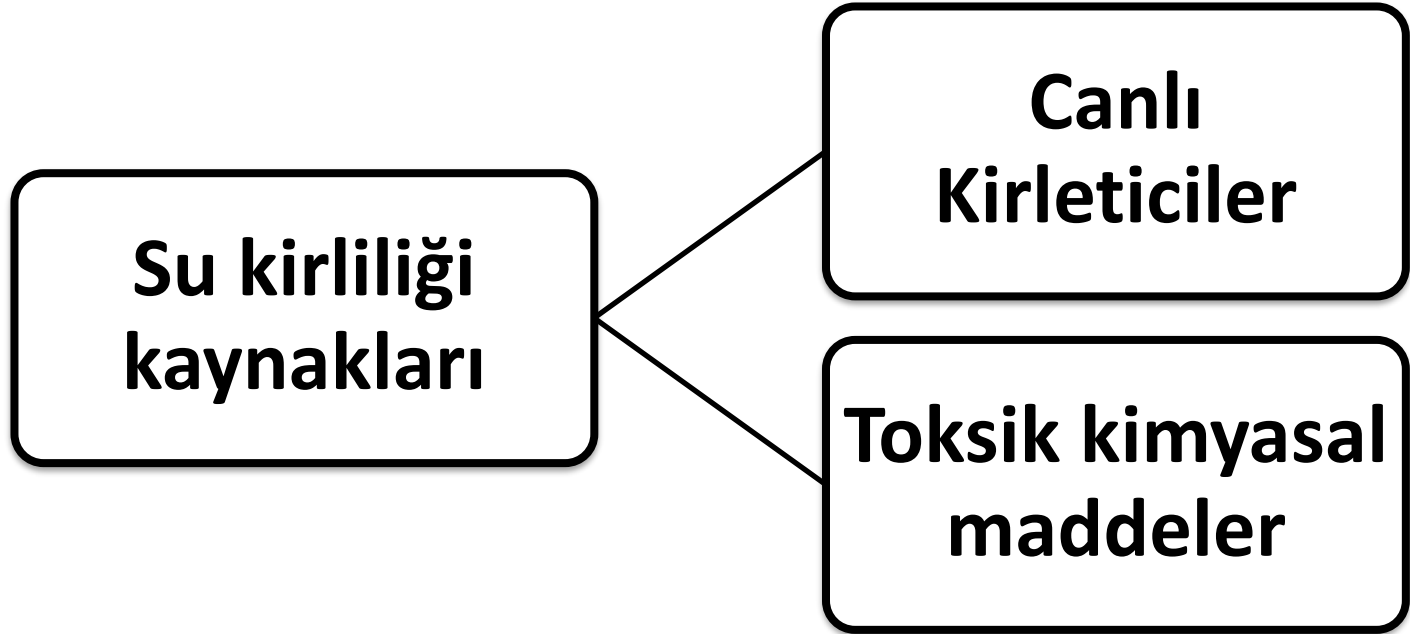 Su kirliliği
kaynakları
Canlı
Kirleticiler
Toksik kimyasal
maddeler